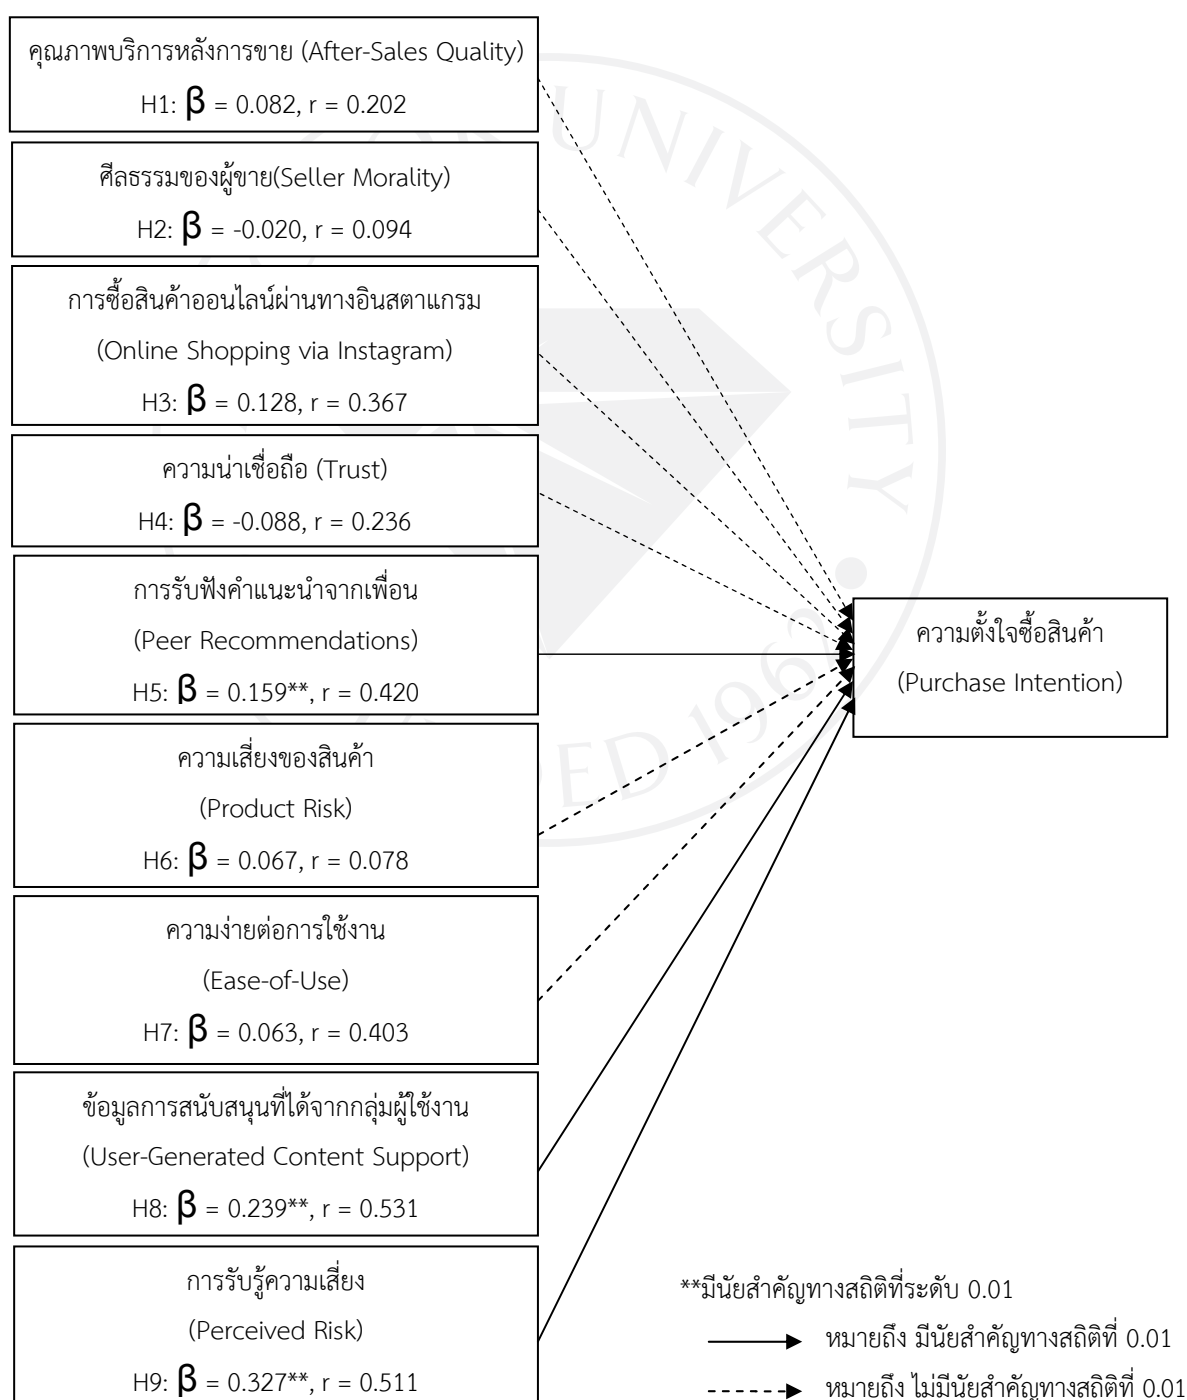 คุณภาพบริการหลังการขาย (After-Sales Quality)
H1: β = 0.082, r = 0.202
ศีลธรรมของผู้ขาย(Seller Morality)
H2: β = -0.020, r = 0.094
การซื้อสินค้าออนไลน์ผ่านทางอินสตาแกรม
(Online Shopping via Instagram)
H3: β = 0.128, r = 0.367
ความน่าเชื่อถือ (Trust)
H4: β = -0.088, r = 0.236
การรับฟังคำแนะนำจากเพื่อน
(Peer Recommendations)
H5: β = 0.159**, r = 0.420
ความเสี่ยงของสินค้า
(Product Risk)
H6: β = 0.067, r = 0.078
ความง่ายต่อการใช้งาน
(Ease-of-Use)
H7: β = 0.063, r = 0.403
ข้อมูลการสนับสนุนที่ได้จากกลุ่มผู้ใช้งาน
(User-Generated Content Support)
H8: β = 0.239**, r = 0.531
การรับรู้ความเสี่ยง
(Perceived Risk)
H9: β = 0.327**, r = 0.511
ความตั้งใจซื้อสินค้า
(Purchase Intention)
**มีนัยสำคัญทางสถิติที่ระดับ 0.01
หมายถึง มีนัยสำคัญทางสถิติที่ 0.01
หมายถึง ไม่มีนัยสำคัญทางสถิติที่ 0.01
UNIVERSITY
1962